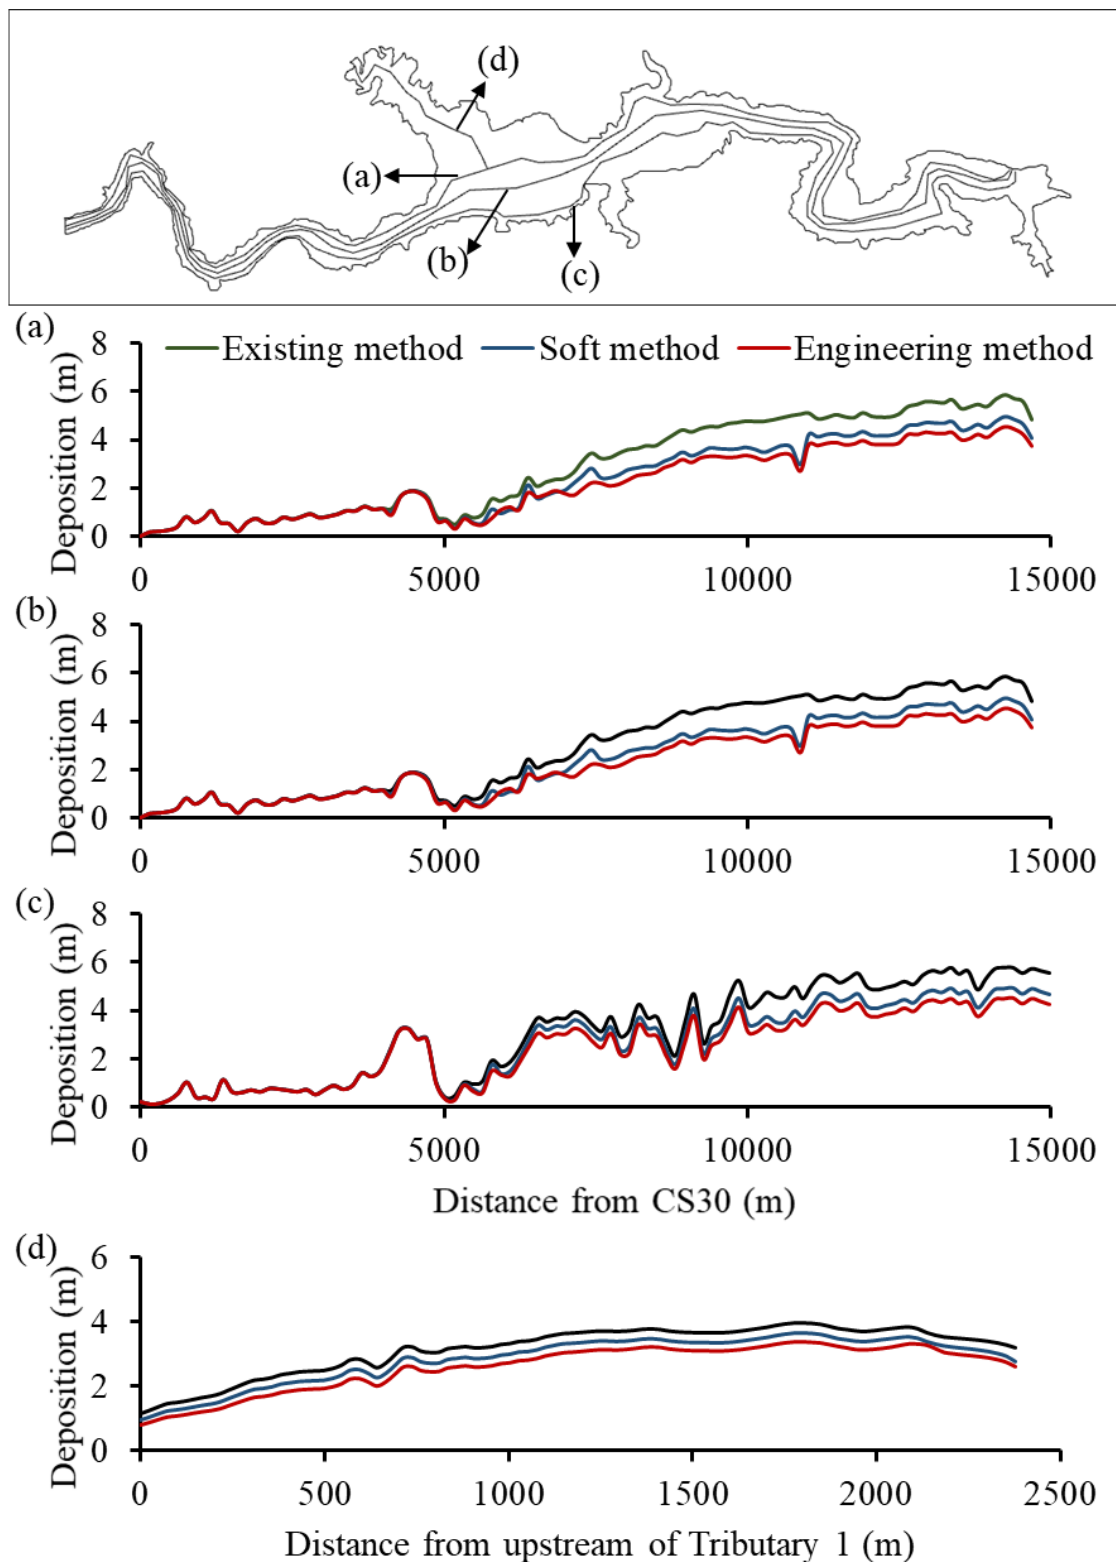 (d)
(a)
(b)
(c)
(a)
Existing method Soft method Engineering method
Deposition (m)
8
6
4
2
0
0 5000 10000 15000
(b)
Deposition (m)
8
6
4
2
0
0 5000 10000 15000
(c)
Deposition (m)
8
6
4
2
0
0 5000 10000 15000
Distance from CS30 (m)
(d)
Deposition (m)
6
4
2
0
0 500 1000 1500 2000 2500
Distance from upstream of Tributary 1 (m)